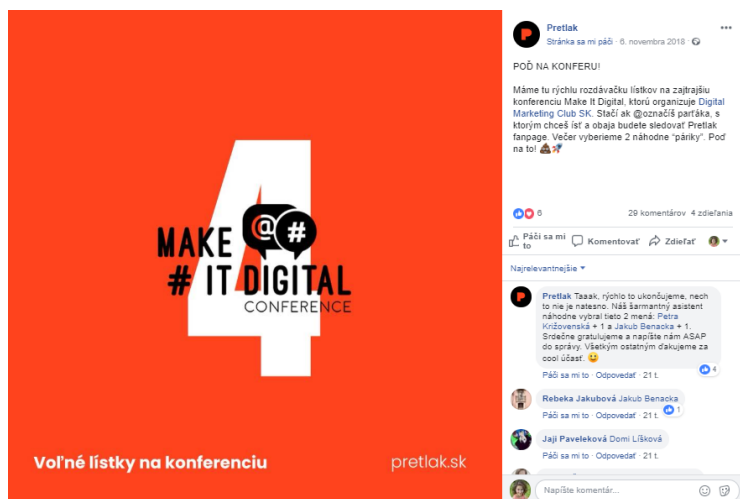 4
MAKE @ #
# IT DIGITAL
CONFERENCE
Voľné lístky na konferenciu
pretlak.sk
Pretlak
Stránka sa mi páči · 6. novembra 2018 ·
POĎ NA KONFERU!
Máme tu rýchlu rozdávačku lístkov na zajtrajšiu
konferenciu Make It Digital, ktorú organizuje Digital
Marketing Club SK. Stačí ak @označíš parťáka, s
ktorým chceš ísť a obaja budete sledovať Pretlak
fanpage. Večer vyberieme 2 náhodne "páriky". Poď
na to! 💩🚀
6
29 komentárov 4 zdieľania
Páči sa mi
to
Komentovať
Zdieľať
Najrelevantnejšie
Pretlak Taaak, rýchlo to ukončujeme, nech
to nie je natesno. Náš šarmantný asistent
náhodne vybral tieto 2 mená: Petra
Križovenská + 1 a Jakub Benacka + 1.
Srdečne gratulujeme a napíšte nám ASAP
do správy. Všetkým ostatným ďakujeme za
cool účasť. 😀
4
Páči sa mi to · Odpovedať · 21 t.
Rebeka Jakubová Jakub Benacka
1
Páči sa mi to · Odpovedať · 21 t.
Jaji Paveleková Domi Líšková
Páči sa mi to · Odpovedať · 21 t.
Napíšte komentár...